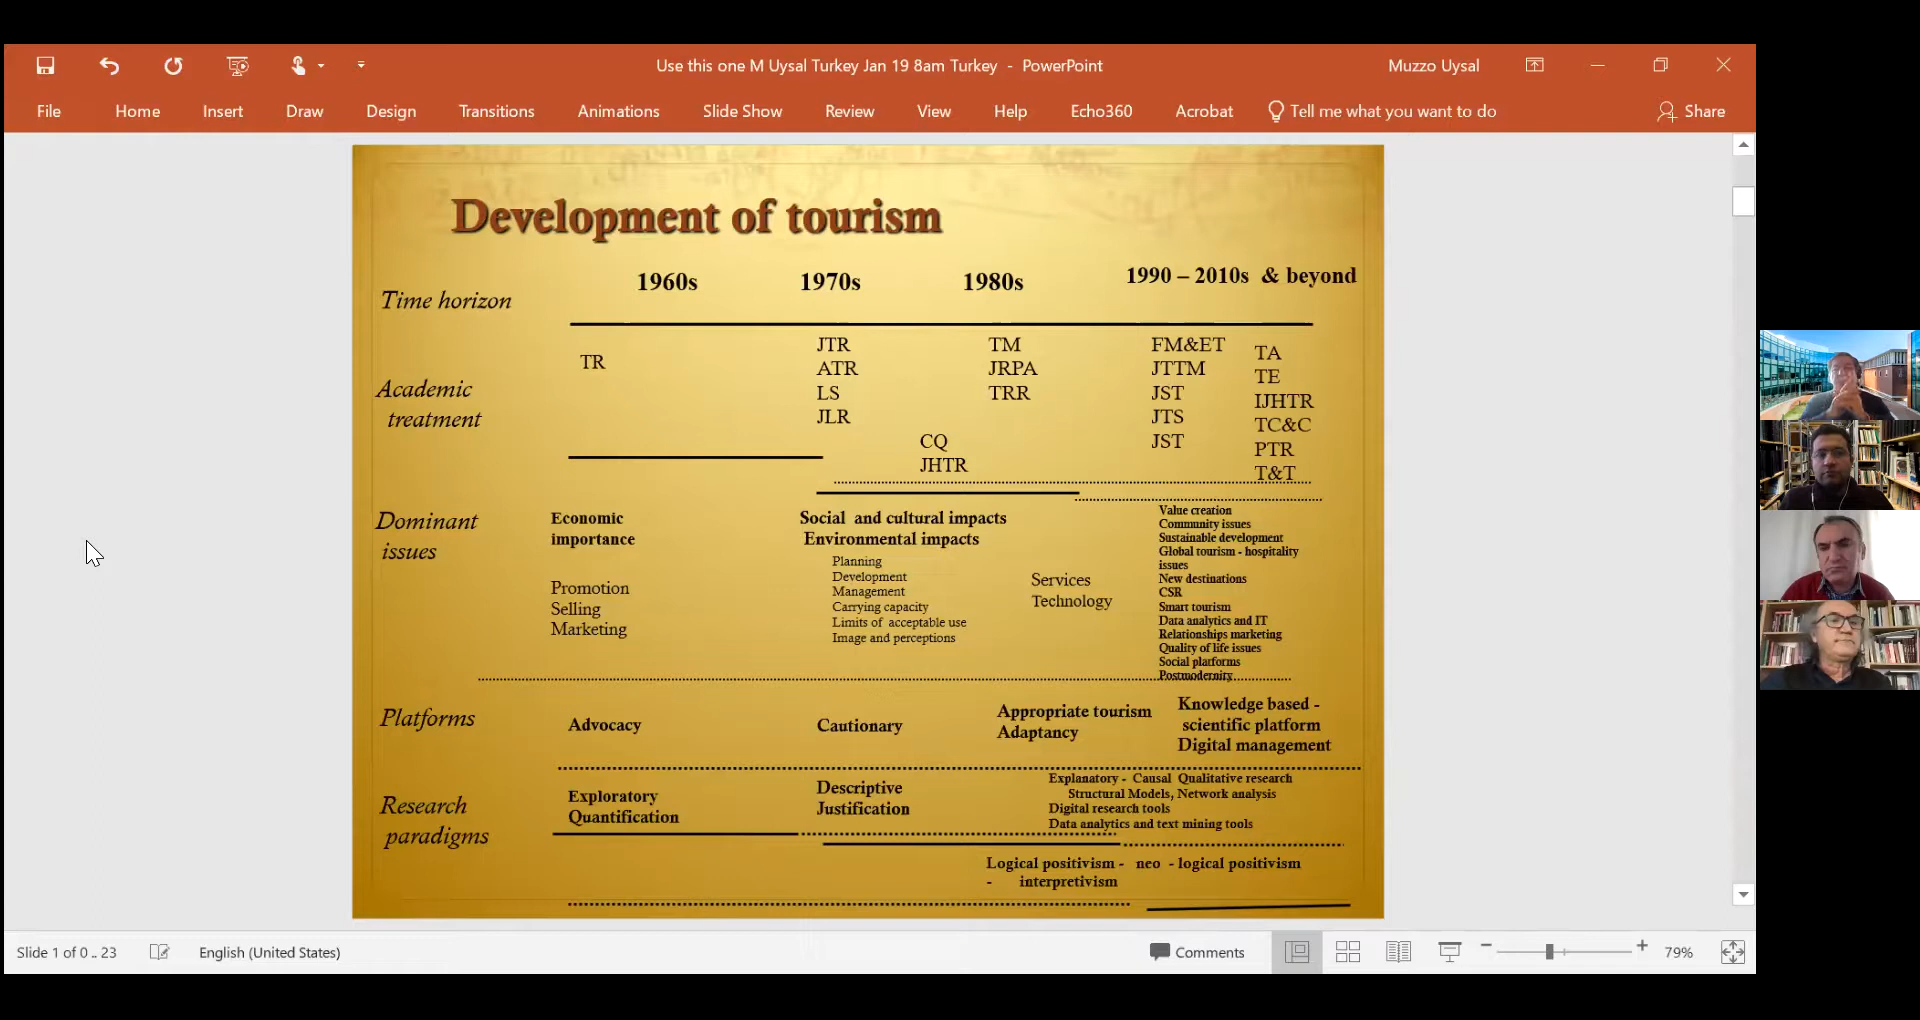 Use this one M Uysal Turkey Jan 19 8am Turkey - PowerPoint
Muzzo Uysal
File Home Insert Draw Design Transitions Animations Slide Show Review View Help Echo360 Acrobat Tell me what you want to do Share
Development of tourism
Time horizon
1960s
1970s
1980s
1990 – 2010s & beyond
Academic
treatment
TR
JTR
ATR
LS
JLR
CQ
JHTR
TM
JRPA
TRR
FM&ET
JTTM
JST
JTS
JST
TA
TE
IJHTR
TC&C
PTR
T&T
Dominant
issues
Economic
importance
Promotion
Selling
Marketing
Social and cultural impacts
Environmental impacts
Planning
Development
Management
Carrying capacity
Limits of acceptable use
Image and perceptions
Services
Technology
Value creation
Community issues
Sustainable development
Global tourism - hospitality
issues
New destinations
CSR
Smart tourism
Data analytics and IT
Relationships marketing
Quality of life issues
Social platforms
Postmodernity
Platforms
Advocacy
Cautionary
Appropriate tourism
Adaptancy
Knowledge based -
scientific platform
Digital management
Research
paradigms
Exploratory
Quantification
Descriptive
Justification
Explanatory - Causal Qualitative research
Structural Models, Network analysis
Digital research tools
Data analytics and text mining tools
Logical positivism - neo - logical positivism
- interpretivism
Slide 1 of 0 .. 23
English (United States)
Comments
79%